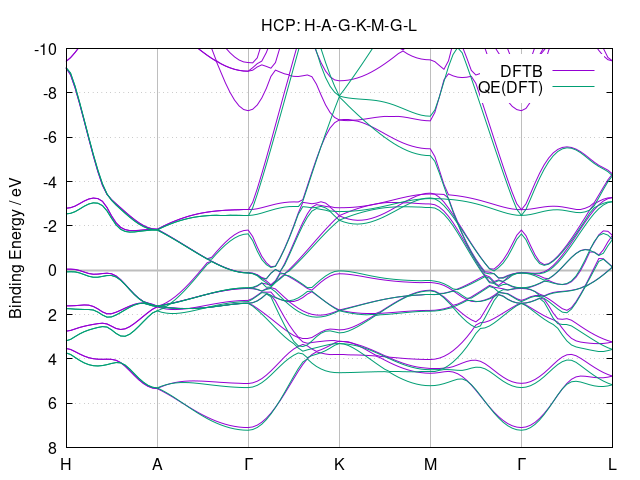 HCP: H-A-G-K-M-G-L
DFTB
QE(DFT)
Binding Energy / eV
-10
-8
-6
-4
-2
0
2
4
6
8
H A Γ K M Γ L